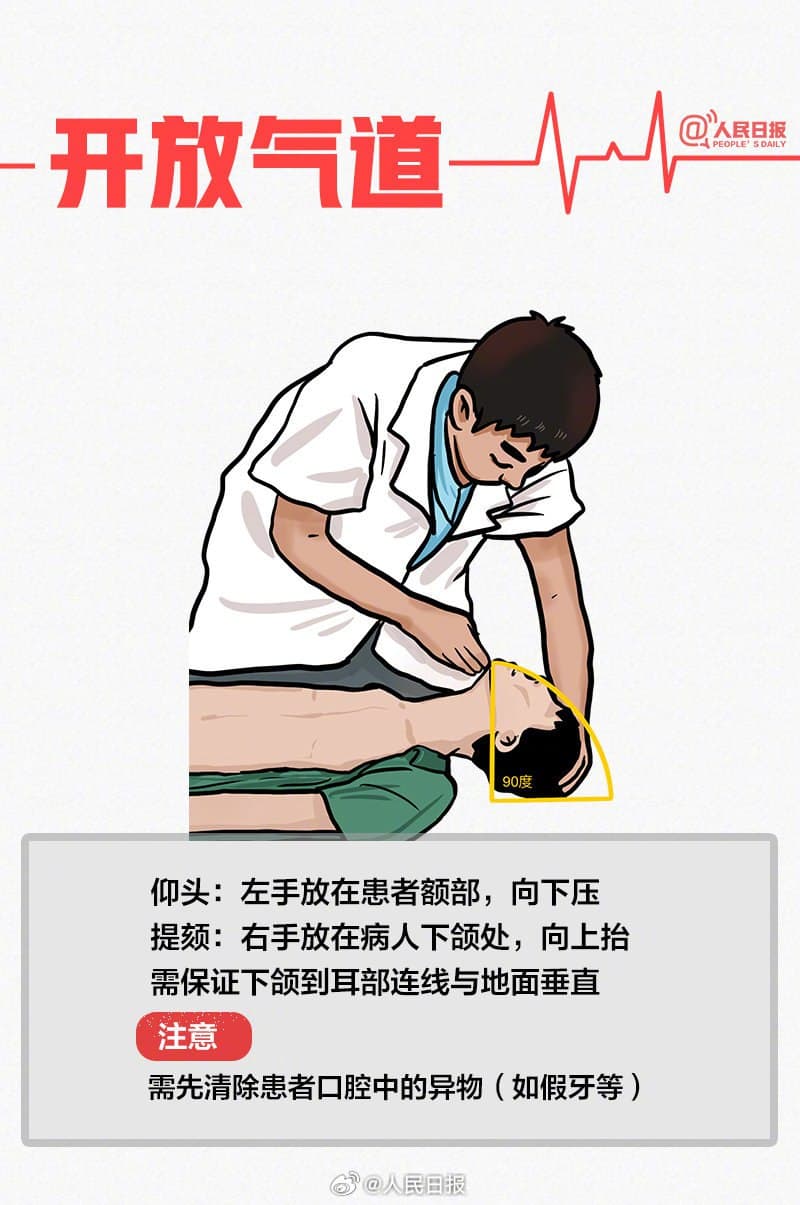 开放气道
@人民日报
PEOPLE'S DAILY
90度
仰头：左手放在患者额部，向下压
提颏：右手放在病人下颌处，向上抬
需保证下颌到耳部连线与地面垂直
注意
需先清除患者口腔中的异物（如假牙等）
@人民日报